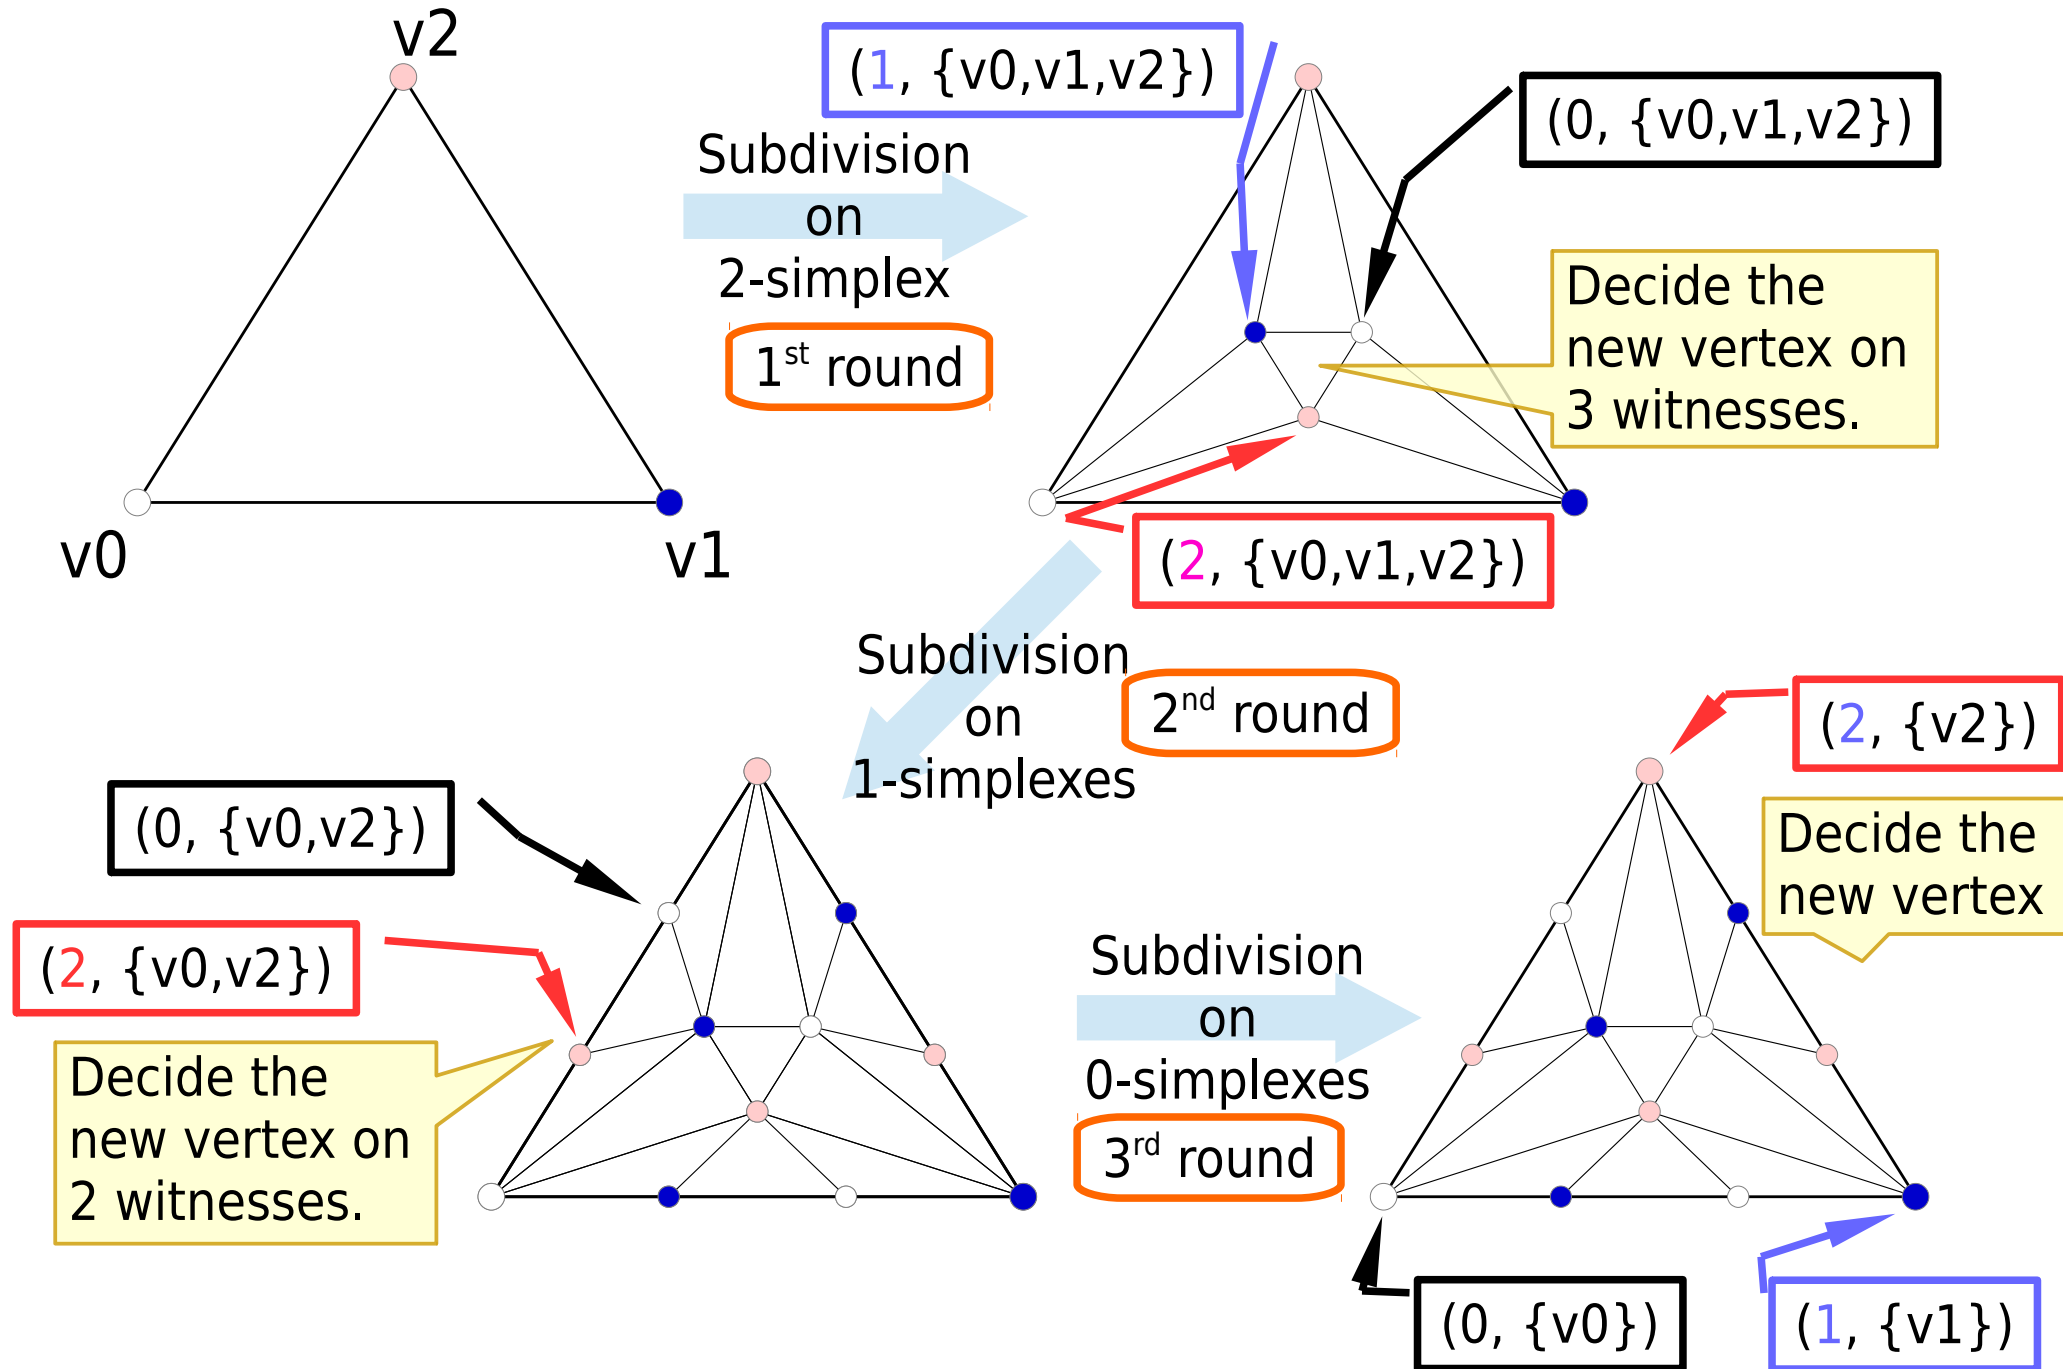 v2
v0
v1
Subdivision
on
2-simplex
1st round
(1, {v0,v1,v2})
(0, {v0,v1,v2})
Decide the
new vertex on
3 witnesses.
(2, {v0,v1,v2})
Subdivision
on
1-simplexes
2nd round
(0, {v0,v2})
(2, {v0,v2})
Decide the
new vertex on
2 witnesses.
Subdivision
on
0-simplexes
3rd round
(2, {v2})
Decide the
new vertex
(0, {v0})
(1, {v1})